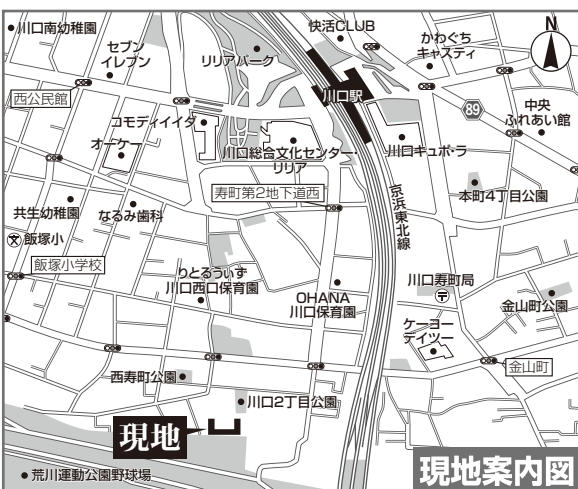 川口南幼稚園
セブン
イレブン
リリアパーク
快活CLUB
かわぐち
キャスティ
N
西公民館
川口駅
89
中央
ふれあい館
コモディイイダ
オーケー
川口総合文化センター・
リリア
川口キュポ・ラ
寿町第2地下道西
京浜東北線
本町4丁目公園
共生幼稚園
なるみ歯科
文
飯塚小
飯塚小学校
りとるうぃず
川口西口保育園
OHANA
川口保育園
川口寿町局
〒
金山町公園
ケーヨー
デイツー
金山町
西寿町公園
川口2丁目公園
現地
荒川運動公園野球場
現地案内図